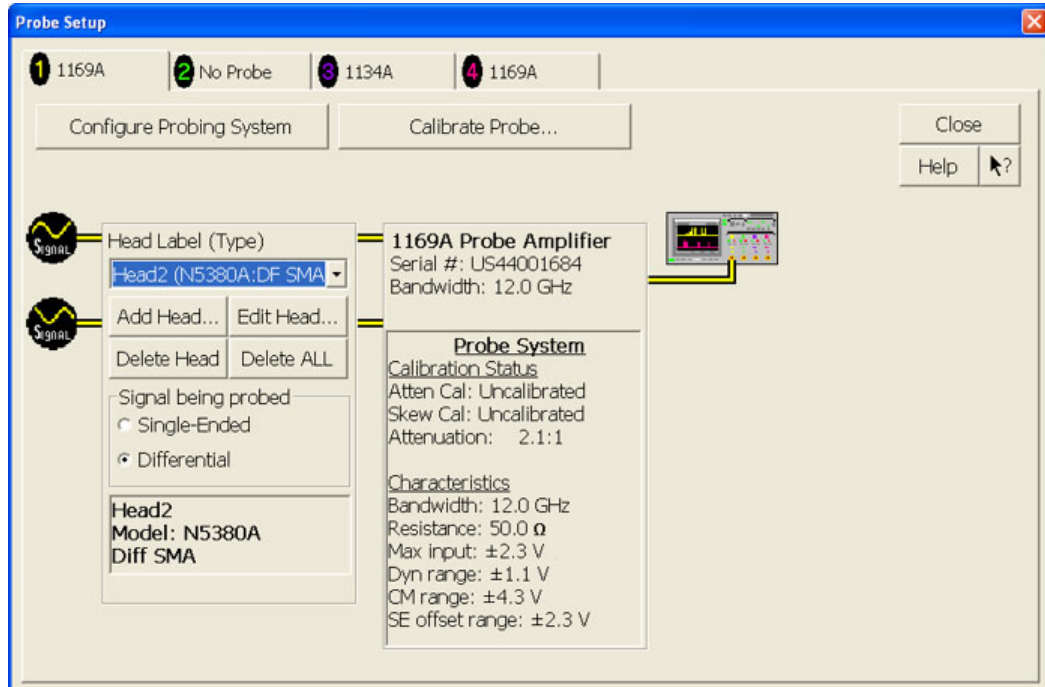 Probe Setup
1 1169A
2 No Probe
3 1134A
4 1169A
Configure Probing System
Calibrate Probe...
Close
Help
?
SIGNAL
Head Label (Type)
Head2 (N5380A:DF SMA
Add Head...
Edit Head...
Delete Head
Delete ALL
SIGNAL
Signal being probed
Single-Ended
Differential
Head2
Model: N5380A
Diff SMA
1169A Probe Amplifier
Serial #: US44001684
Bandwidth: 12.0 GHz
Probe System
Calibration Status
Atten Cal: Uncalibrated
Skew Cal: Uncalibrated
Attenuation: 2.1:1
Characteristics
Bandwidth: 12.0 GHz
Resistance: 50.0 Ω
Max input: ±2.3 V
Dyn range: ±1.1 V
CM range: ±4.3 V
SE offset range: ±2.3 V